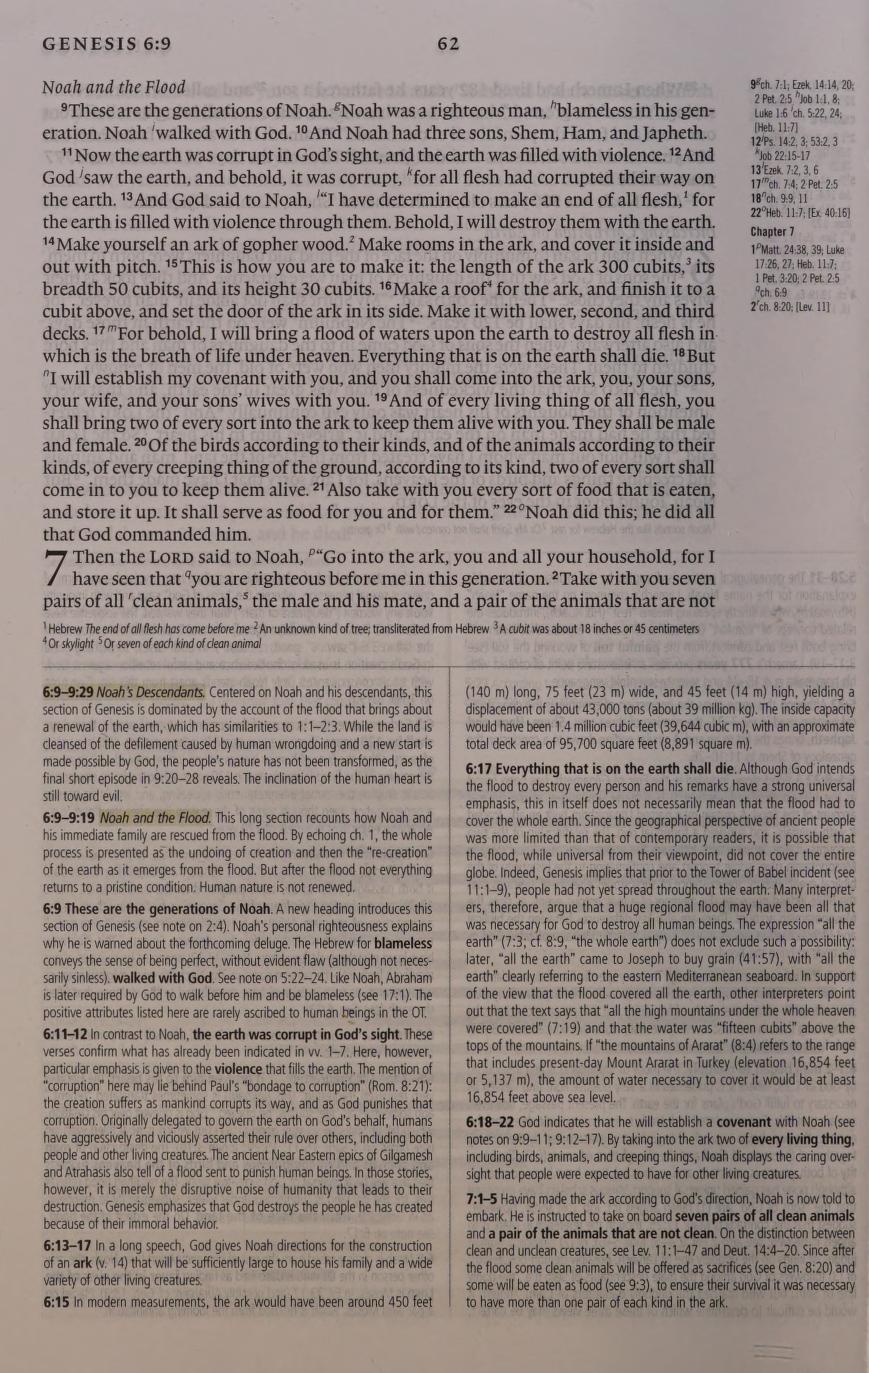 GENESIS 6:9
62
Noah and the Flood
⁹These are the generations of Noah. ᵍNoah was a righteous man, ʰblameless in his gen-
eration. Noah ⁱwalked with God. ¹⁰And Noah had three sons, Shem, Ham, and Japheth.
¹¹Now the earth was corrupt in God's sight, and the earth was filled with violence. ¹²And
God ʲsaw the earth, and behold, it was corrupt, ᵏfor all flesh had corrupted their way on
the earth. ¹³And God said to Noah, ˡ“I have determined to make an end of all flesh,¹ for
the earth is filled with violence through them. Behold, I will destroy them with the earth.
¹⁴Make yourself an ark of gopher wood.² Make rooms in the ark, and cover it inside and
out with pitch. ¹⁵This is how you are to make it: the length of the ark 300 cubits,³ its
breadth 50 cubits, and its height 30 cubits. ¹⁶Make a roof⁴ for the ark, and finish it to a
cubit above, and set the door of the ark in its side. Make it with lower, second, and third
decks. ¹⁷ᵐFor behold, I will bring a flood of waters upon the earth to destroy all flesh in
which is the breath of life under heaven. Everything that is on the earth shall die. ¹⁸But
ⁿI will establish my covenant with you, and you shall come into the ark, you, your sons,
your wife, and your sons' wives with you. ¹⁹And of every living thing of all flesh, you
shall bring two of every sort into the ark to keep them alive with you. They shall be male
and female. ²⁰Of the birds according to their kinds, and of the animals according to their
kinds, of every creeping thing of the ground, according to its kind, two of every sort shall
come in to you to keep them alive. ²¹Also take with you every sort of food that is eaten,
and store it up. It shall serve as food for you and for them.” ²²ᵒNoah did this; he did all
that God commanded him.
7 Then the LORD said to Noah, ᵖ“Go into the ark, you and all your household, for I
have seen that ᑫyou are righteous before me in this generation. ²Take with you seven
pairs of all ʳclean animals,⁵ the male and his mate, and a pair of the animals that are not
¹Hebrew The end of all flesh has come before me ²An unknown kind of tree; transliterated from Hebrew ³A cubit was about 18 inches or 45 centimeters
⁴Or skylight ⁵Or seven of each kind of clean animal
9ᵍch. 7:1; Ezek. 14:14, 20;
2 Pet. 2:5 ʰJob 1:1, 8;
Luke 1:6 ⁱch. 5:22, 24;
[Heb. 11:7]
12ʲPs. 14:2, 3; 53:2, 3
ᵏJob 22:15-17
13ˡEzek. 7:2, 3, 6
17ᵐch. 7:4; 2 Pet. 2:5
18ⁿch. 9:9, 11
22ᵒHeb. 11:7; [Ex. 40:16]
Chapter 7
1ᵖMatt. 24:38, 39; Luke
17:26, 27; Heb. 11:7;
1 Pet. 3:20; 2 Pet. 2:5
ᑫch. 6:9
2ʳch. 8:20; [Lev. 11]
6:9–9:29 Noah's Descendants. Centered on Noah and his descendants, this
section of Genesis is dominated by the account of the flood that brings about
a renewal of the earth, which has similarities to 1:1–2:3. While the land is
cleansed of the defilement caused by human wrongdoing and a new start is
made possible by God, the people's nature has not been transformed, as the
final short episode in 9:20–28 reveals. The inclination of the human heart is
still toward evil.
6:9–9:19 Noah and the Flood. This long section recounts how Noah and
his immediate family are rescued from the flood. By echoing ch. 1, the whole
process is presented as the undoing of creation and then the “re-creation”
of the earth as it emerges from the flood. But after the flood not everything
returns to a pristine condition. Human nature is not renewed.
6:9 These are the generations of Noah. A new heading introduces this
section of Genesis (see note on 2:4). Noah's personal righteousness explains
why he is warned about the forthcoming deluge. The Hebrew for blameless
conveys the sense of being perfect, without evident flaw (although not neces-
sarily sinless). walked with God. See note on 5:22–24. Like Noah, Abraham
is later required by God to walk before him and be blameless (see 17:1). The
positive attributes listed here are rarely ascribed to human beings in the OT.
6:11–12 In contrast to Noah, the earth was corrupt in God's sight. These
verses confirm what has already been indicated in vv. 1–7. Here, however,
particular emphasis is given to the violence that fills the earth. The mention of
“corruption” here may lie behind Paul's “bondage to corruption” (Rom. 8:21):
the creation suffers as mankind corrupts its way, and as God punishes that
corruption. Originally delegated to govern the earth on God's behalf, humans
have aggressively and viciously asserted their rule over others, including both
people and other living creatures. The ancient Near Eastern epics of Gilgamesh
and Atrahasis also tell of a flood sent to punish human beings. In those stories,
however, it is merely the disruptive noise of humanity that leads to their
destruction. Genesis emphasizes that God destroys the people he has created
because of their immoral behavior.
6:13–17 In a long speech, God gives Noah directions for the construction
of an ark (v. 14) that will be sufficiently large to house his family and a wide
variety of other living creatures.
6:15 In modern measurements, the ark would have been around 450 feet
(140 m) long, 75 feet (23 m) wide, and 45 feet (14 m) high, yielding a
displacement of about 43,000 tons (about 39 million kg). The inside capacity
would have been 1.4 million cubic feet (39,644 cubic m), with an approximate
total deck area of 95,700 square feet (8,891 square m).
6:17 Everything that is on the earth shall die. Although God intends
the flood to destroy every person and his remarks have a strong universal
emphasis, this in itself does not necessarily mean that the flood had to
cover the whole earth. Since the geographical perspective of ancient people
was more limited than that of contemporary readers, it is possible that
the flood, while universal from their viewpoint, did not cover the entire
globe. Indeed, Genesis implies that prior to the Tower of Babel incident (see
11:1–9), people had not yet spread throughout the earth. Many interpret-
ers, therefore, argue that a huge regional flood may have been all that
was necessary for God to destroy all human beings. The expression “all the
earth” (7:3; cf. 8:9, “the whole earth”) does not exclude such a possibility:
later, “all the earth” came to Joseph to buy grain (41:57), with “all the
earth” clearly referring to the eastern Mediterranean seaboard. In support
of the view that the flood covered all the earth, other interpreters point
out that the text says that “all the high mountains under the whole heaven
were covered” (7:19) and that the water was “fifteen cubits” above the
tops of the mountains. If “the mountains of Ararat” (8:4) refers to the range
that includes present-day Mount Ararat in Turkey (elevation 16,854 feet
or 5,137 m), the amount of water necessary to cover it would be at least
16,854 feet above sea level.
6:18–22 God indicates that he will establish a covenant with Noah (see
notes on 9:9–11; 9:12–17). By taking into the ark two of every living thing,
including birds, animals, and creeping things, Noah displays the caring over-
sight that people were expected to have for other living creatures.
7:1–5 Having made the ark according to God's direction, Noah is now told to
embark. He is instructed to take on board seven pairs of all clean animals
and a pair of the animals that are not clean. On the distinction between
clean and unclean creatures, see Lev. 11:1–47 and Deut. 14:4–20. Since after
the flood some clean animals will be offered as sacrifices (see Gen. 8:20) and
some will be eaten as food (see 9:3), to ensure their survival it was necessary
to have more than one pair of each kind in the ark.